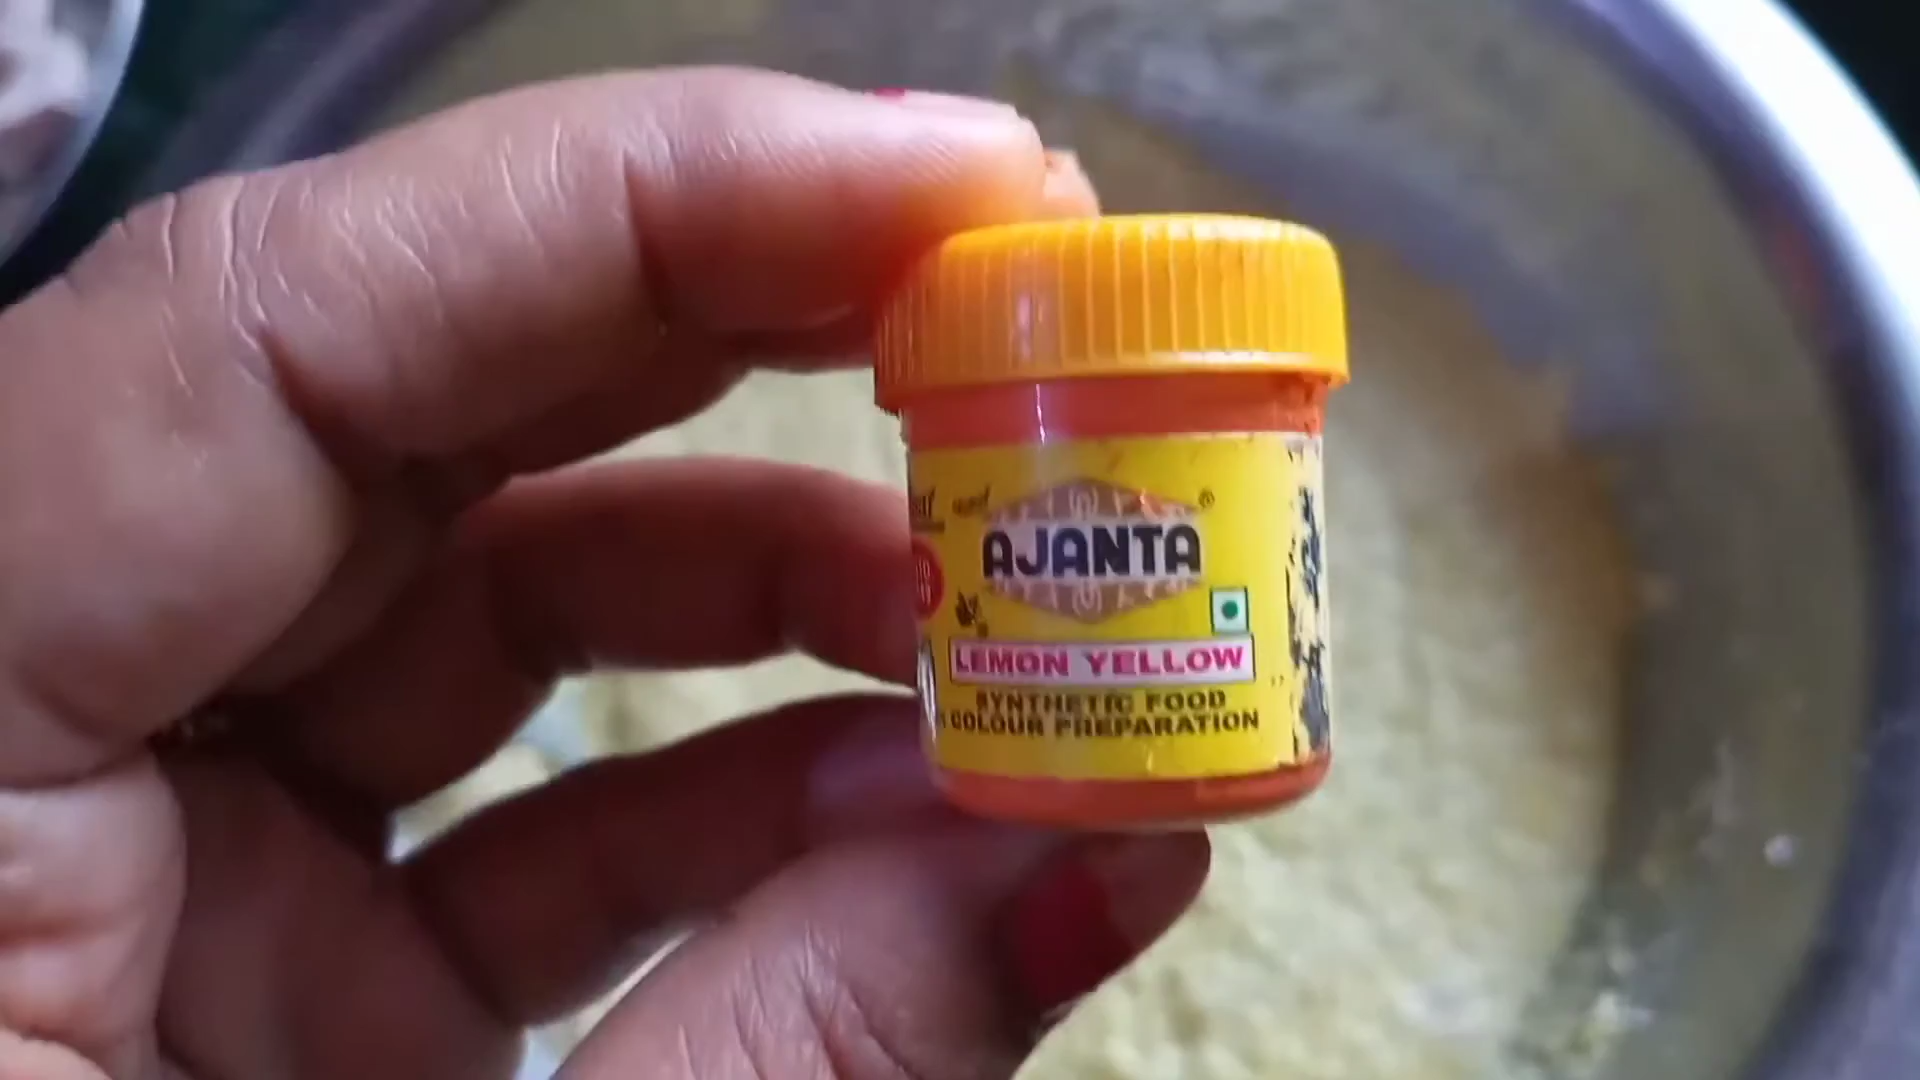 AJANTA
®
LEMON YELLOW
SYNTHETIC FOOD
COLOUR PREPARATION